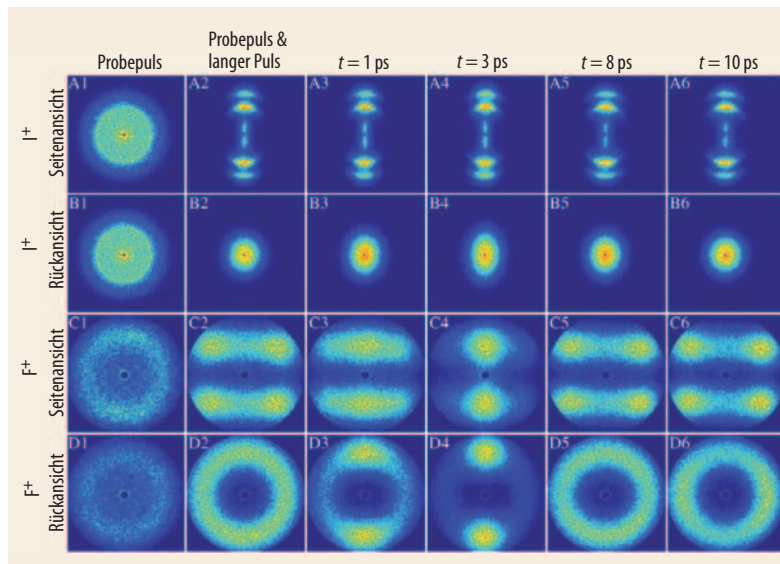 Probepuls
Probepuls &
langer Puls
t = 1 ps
t = 3 ps
t = 8 ps
t = 10 ps
I⁺
Seitenansicht
A1
A2
A3
A4
A5
A6
I⁺
Rückansicht
B1
B2
B3
B4
B5
B6
F⁺
Seitenansicht
C1
C2
C3
C4
C5
C6
F⁺
Rückansicht
D1
D2
D3
D4
D5
D6